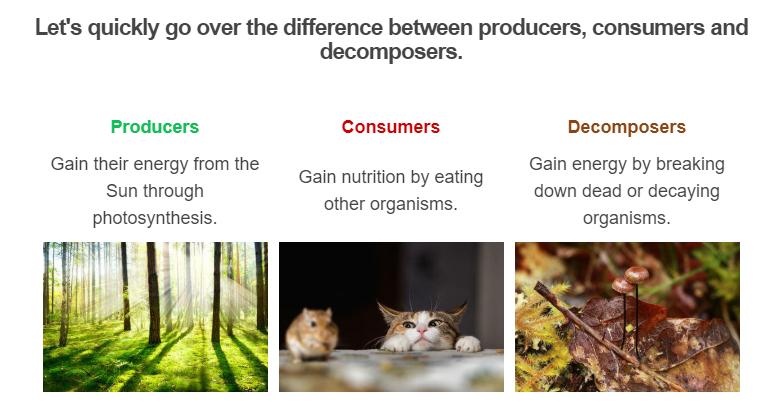 Let's quickly go over the difference between producers, consumers and
decomposers.
Producers
Gain their energy from the
Sun through
photosynthesis.
Consumers
Gain nutrition by eating
other organisms.
Decomposers
Gain energy by breaking
down dead or decaying
organisms.